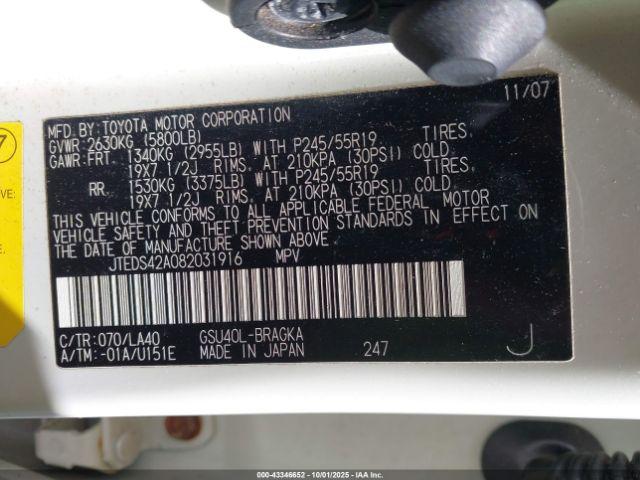 11/07
MFD.BY:TOYOTA MOTOR CORPORATION
GVWR:2630KG (5800LB)
GAWR:FRT. 1340KG (2955LB) WITH P245/55R19 TIRES,
19X7 1/2J RIMS, AT 210KPA (30PSI) COLD.
RR. 1530KG (3375LB) WITH P245/55R19 TIRES,
19X7 1/2J RIMS, AT 210KPA (30PSI) COLD.
THIS VEHICLE CONFORMS TO ALL APPLICABLE FEDERAL MOTOR
VEHICLE SAFETY AND THEFT PREVENTION STANDARDS IN EFFECT ON
THE DATE OF MANUFACTURE SHOWN ABOVE.
JTEDS42A082031916 MPV
C/TR:070/LA40 GSU40L-BRAGKA
A/TM:-01A/U151E MADE IN JAPAN 247 J
7
VE:
000-43346652 - 10/01/2025 - IAA Inc.